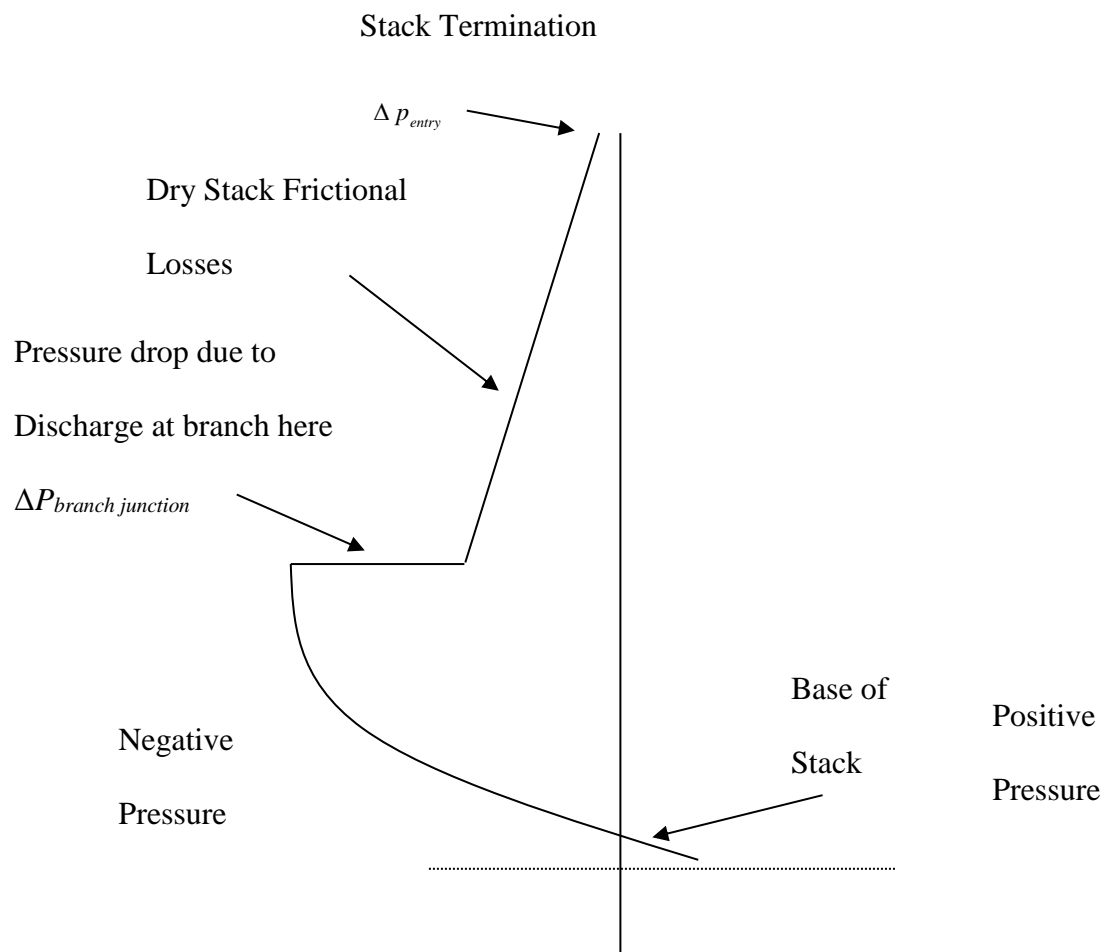 Stack Termination
Δ p_entry
Dry Stack Frictional
Losses
Pressure drop due to
Discharge at branch here
ΔP_branch junction
Base of
Stack
Positive
Pressure
Negative
Pressure